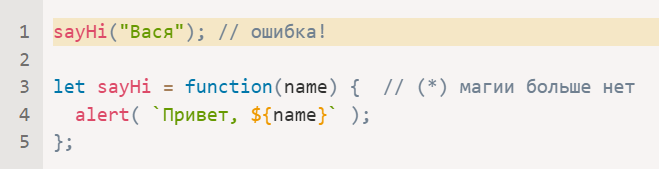 1 sayHi("Вася"); // ошибка!
2
3 let sayHi = function(name) {  // (*) магии больше нет
4   alert( `Привет, ${name}` );
5 };